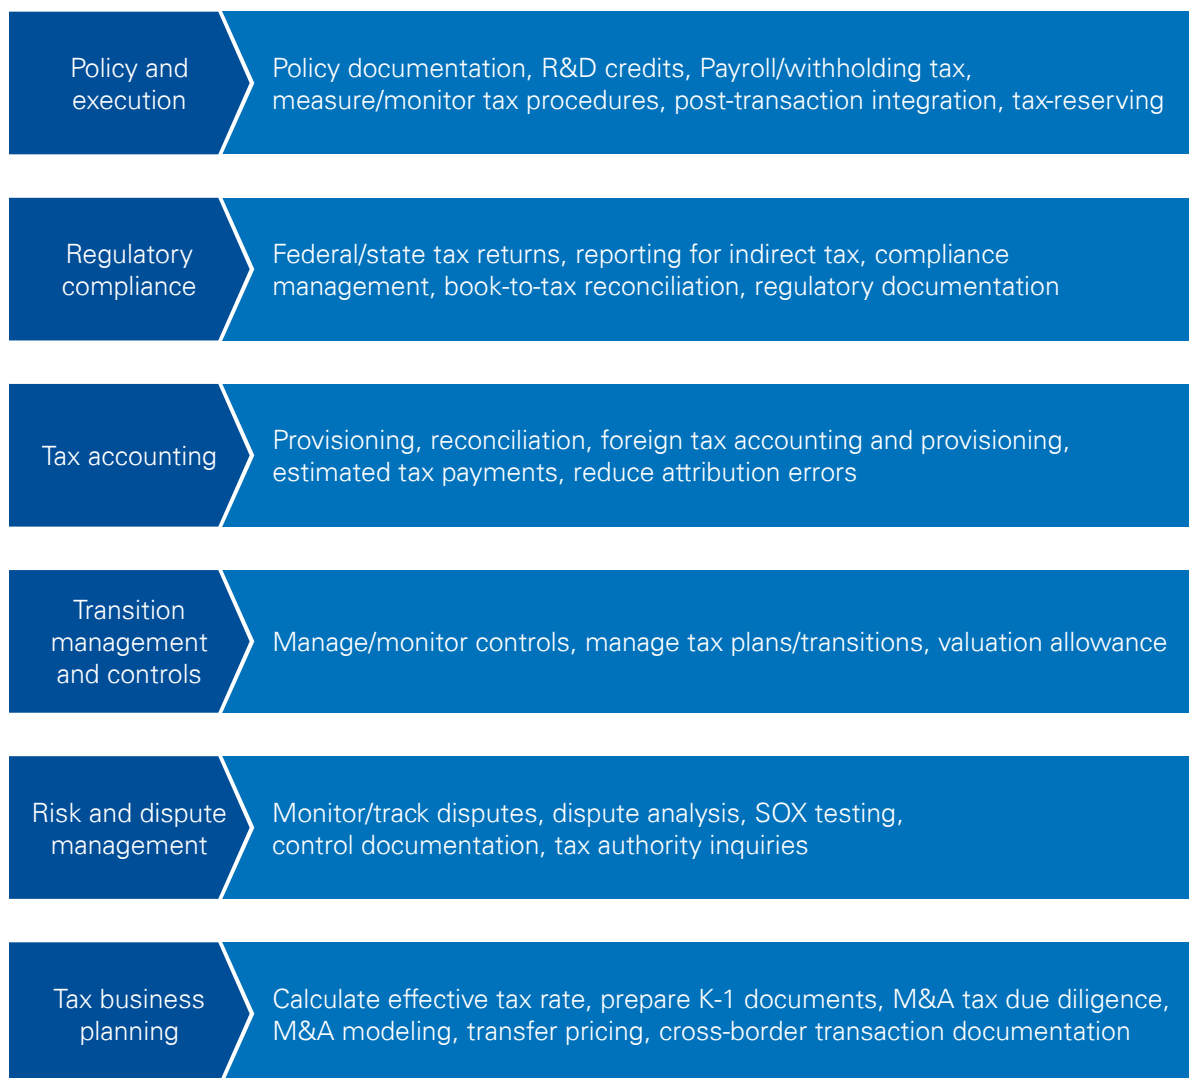 Policy and
execution
Policy documentation, R&D credits, Payroll/withholding tax,
measure/monitor tax procedures, post-transaction integration, tax-reserving
Regulatory
compliance
Federal/state tax returns, reporting for indirect tax, compliance
management, book-to-tax reconciliation, regulatory documentation
Tax accounting
Provisioning, reconciliation, foreign tax accounting and provisioning,
estimated tax payments, reduce attribution errors
Transition
management
and controls
Manage/monitor controls, manage tax plans/transitions, valuation allowance
Risk and dispute
management
Monitor/track disputes, dispute analysis, SOX testing,
control documentation, tax authority inquiries
Tax business
planning
Calculate effective tax rate, prepare K-1 documents, M&A tax due diligence,
M&A modeling, transfer pricing, cross-border transaction documentation